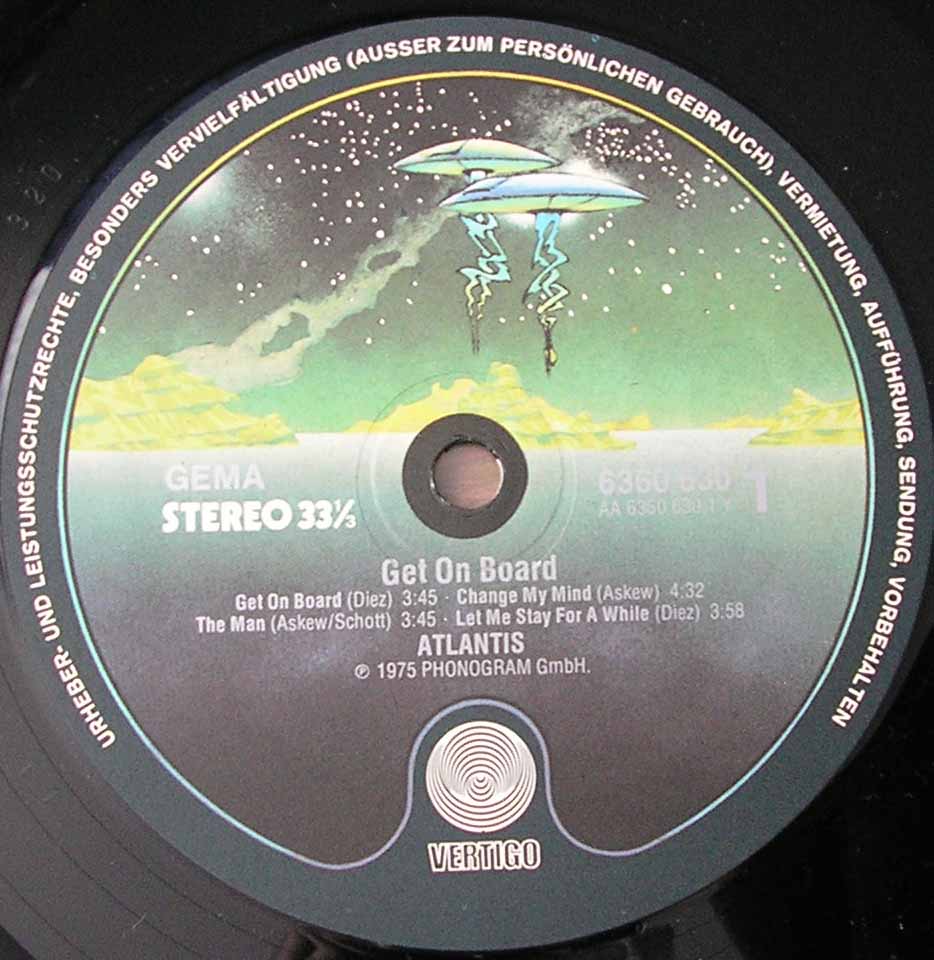 URHEBER- UND LEISTUNGSSCHUTZRECHTE, BESONDERS VERVIELFÄLTIGUNG (AUSSER ZUM PERSÖNLICHEN GEBRAUCH), VERMIETUNG, AUFFÜHRUNG, SENDUNG, VORBEHALTEN
320
GEMA
STEREO 33⅓
6360 630 1
AA 6360 630 1
Get On Board
Get On Board (Diez) 3:45 · Change My Mind (Askew) 4:32
The Man (Askew/Schott) 3:45 · Let Me Stay For A While (Diez) 3:58
ATLANTIS
℗ 1975 PHONOGRAM GmbH.
VERTIGO